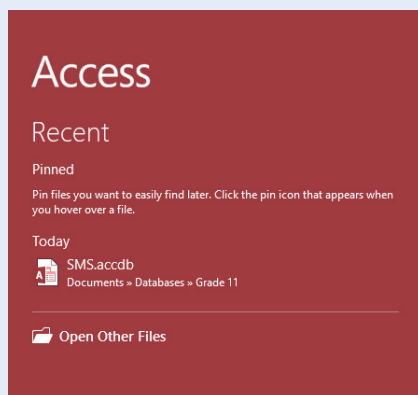 Access
Recent
Pinned
Pin files you want to easily find later. Click the pin icon that appears when
you hover over a file.
Today
A
SMS.accdb
Documents » Databases » Grade 11
Open Other Files